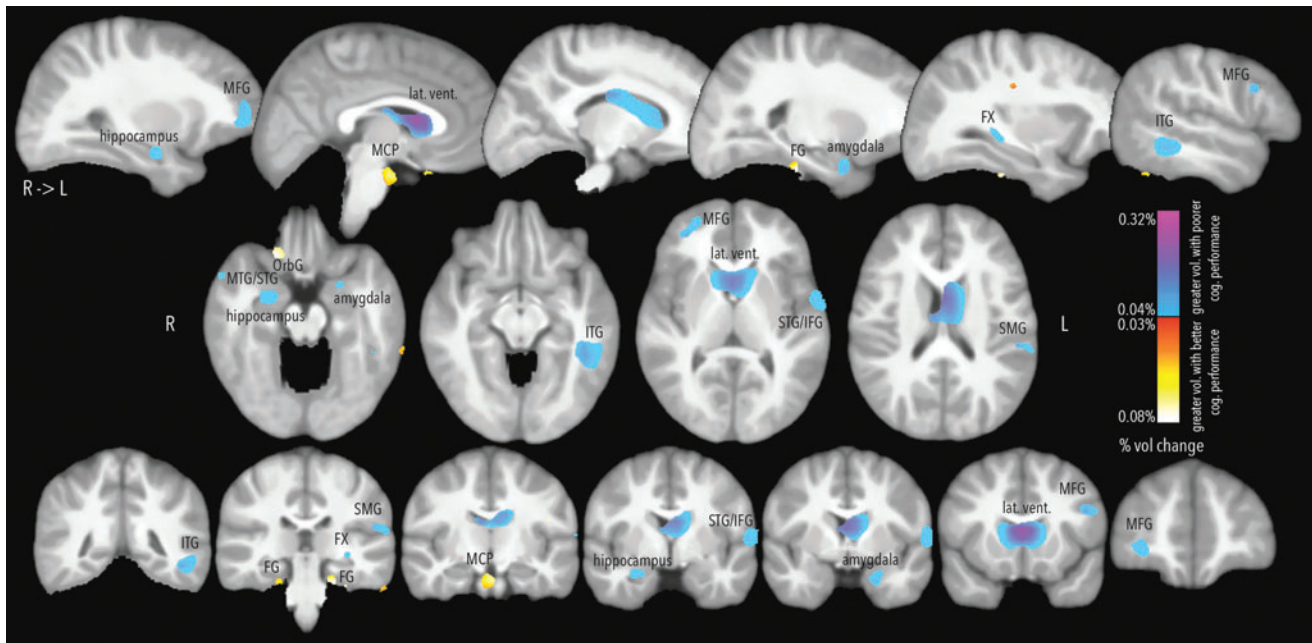 MFG
lat. vent.
hippocampus
MCP
FG
amygdala
FX
MFG
ITG
R -> L
MFG
lat. vent.
OrbG
MTG/STG
amygdala
hippocampus
R
ITG
STG/IFG
SMG
L
0.32%
0.04%
0.03%
0.08%
greater vol. with poorer
cog. performance
greater vol. with better
cog. performance
% vol change
ITG
SMG
FX
FG
FG
MCP
STG/IFG
hippocampus
amygdala
MFG
lat. vent.
MFG